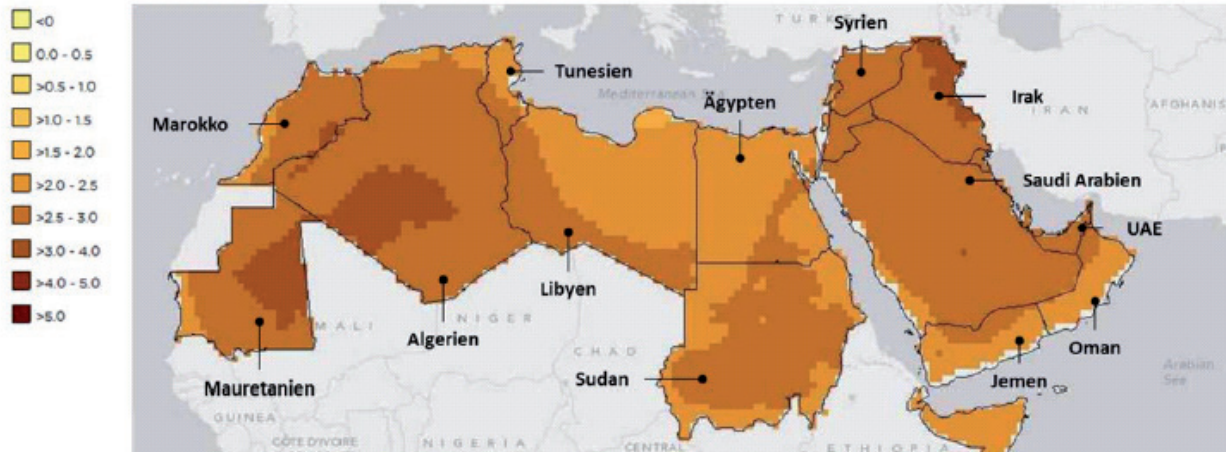 <0
0.0 - 0.5
>0.5 - 1.0
>1.0 - 1.5
>1.5 - 2.0
>2.0 - 2.5
>2.5 - 3.0
>3.0 - 4.0
>4.0 - 5.0
>5.0
Syrien
Tunesien
Mediterranean Sea
Ägypten
Irak
IRAN
AFGHANIS
Marokko
Saudi Arabien
UAE
Libyen
MALI
NIGER
Algerien
CHAD
Oman
Arabian
Sea
Mauretanien
Sudan
Jemen
GUINEA
CÔTE D'IVOIRE
NIGERIA
CENTRAL
ETHIOPIA